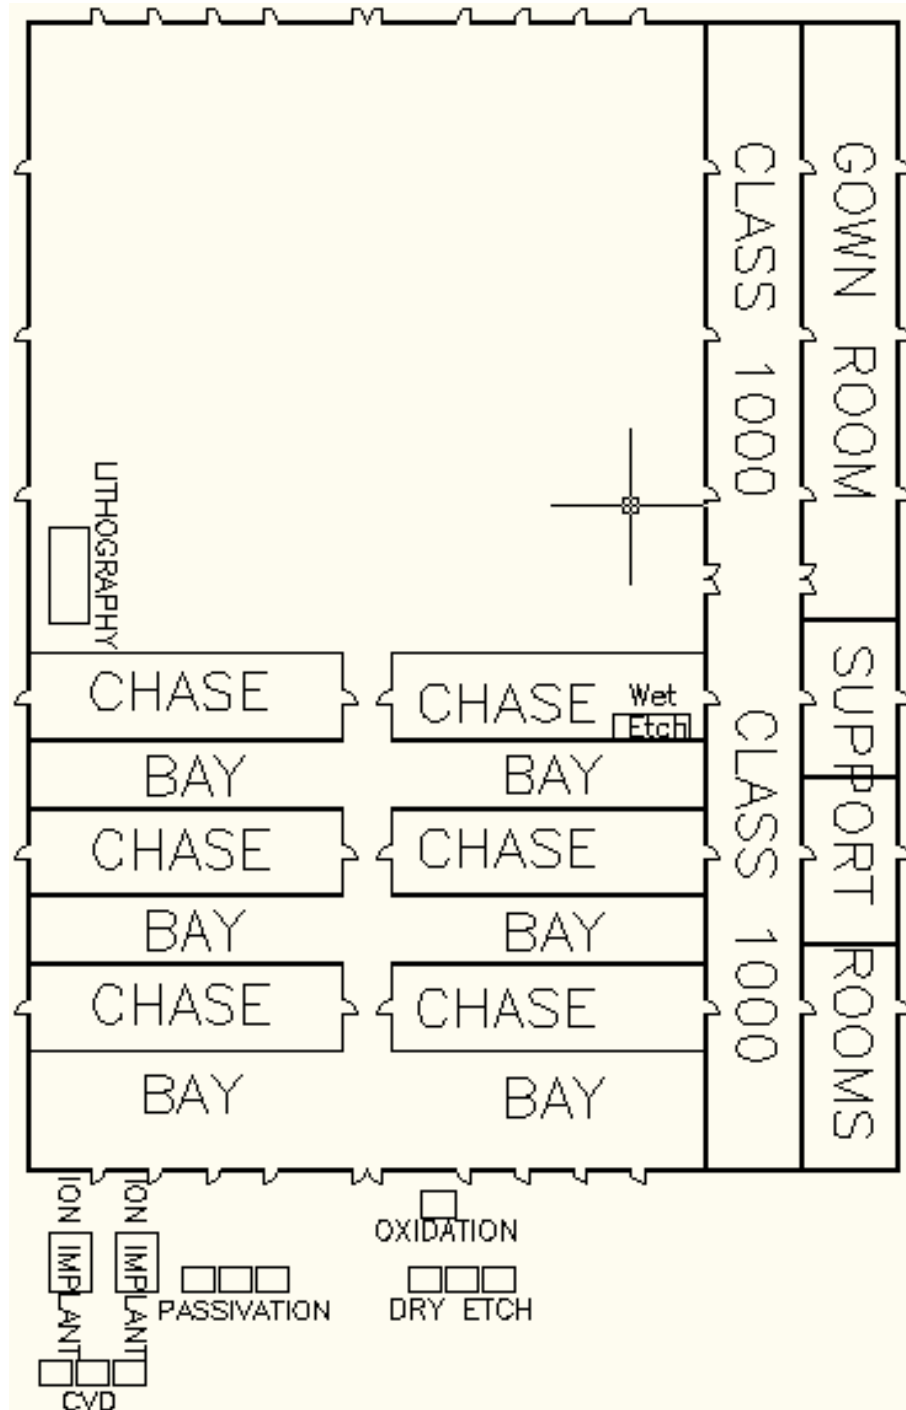 CLASS 1000
GOWN ROOM
LITHOGRAPHY
CHASE
CHASE
Wet
Etch
BAY
BAY
CLASS 1000
SUPPORT ROOMS
CHASE
CHASE
BAY
BAY
CHASE
CHASE
BAY
BAY
ION IMPLANT
ION IMPLANT
OXIDATION
PASSIVATION
DRY ETCH
CVD